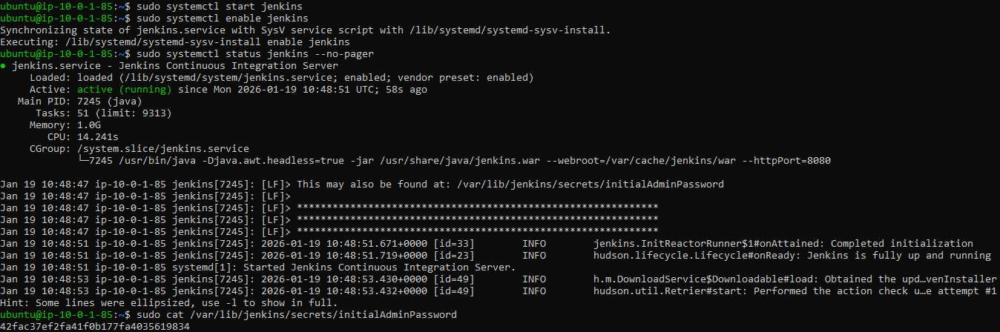 ubuntu@ip-10-0-1-85:~$ sudo systemctl start jenkins
ubuntu@ip-10-0-1-85:~$ sudo systemctl enable jenkins
Synchronizing state of jenkins.service with SysV service script with /lib/systemd/systemd-sysv-install.
Executing: /lib/systemd/systemd-sysv-install enable jenkins
ubuntu@ip-10-0-1-85:~$ sudo systemctl status jenkins --no-pager
● jenkins.service - Jenkins Continuous Integration Server
     Loaded: loaded (/lib/systemd/system/jenkins.service; enabled; vendor preset: enabled)
     Active: active (running) since Mon 2026-01-19 10:48:51 UTC; 58s ago
   Main PID: 7245 (java)
      Tasks: 51 (limit: 9313)
     Memory: 1.0G
        CPU: 14.241s
     CGroup: /system.slice/jenkins.service
             └─7245 /usr/bin/java -Djava.awt.headless=true -jar /usr/share/java/jenkins.war --webroot=/var/cache/jenkins/war --httpPort=8080

Jan 19 10:48:47 ip-10-0-1-85 jenkins[7245]: [LF]> This may also be found at: /var/lib/jenkins/secrets/initialAdminPassword
Jan 19 10:48:47 ip-10-0-1-85 jenkins[7245]: [LF]>
Jan 19 10:48:47 ip-10-0-1-85 jenkins[7245]: [LF]> *************************************************************
Jan 19 10:48:47 ip-10-0-1-85 jenkins[7245]: [LF]> *************************************************************
Jan 19 10:48:47 ip-10-0-1-85 jenkins[7245]: [LF]> *************************************************************
Jan 19 10:48:51 ip-10-0-1-85 jenkins[7245]: 2026-01-19 10:48:51.671+0000 [id=33]        INFO        jenkins.InitReactorRunner$1#onAttained: Completed initialization
Jan 19 10:48:51 ip-10-0-1-85 jenkins[7245]: 2026-01-19 10:48:51.719+0000 [id=23]        INFO        hudson.lifecycle.Lifecycle#onReady: Jenkins is fully up and running
Jan 19 10:48:51 ip-10-0-1-85 systemd[1]: Started Jenkins Continuous Integration Server.
Jan 19 10:48:53 ip-10-0-1-85 jenkins[7245]: 2026-01-19 10:48:53.430+0000 [id=49]        INFO        h.m.DownloadService$Downloadable#load: Obtained the upd…venInstaller
Jan 19 10:48:53 ip-10-0-1-85 jenkins[7245]: 2026-01-19 10:48:53.432+0000 [id=49]        INFO        hudson.util.Retrier#start: Performed the action check u…e attempt #1
Hint: Some lines were ellipsized, use -l to show in full.
ubuntu@ip-10-0-1-85:~$ sudo cat /var/lib/jenkins/secrets/initialAdminPassword
42fac37ef2fa41f0b177fa4035619834